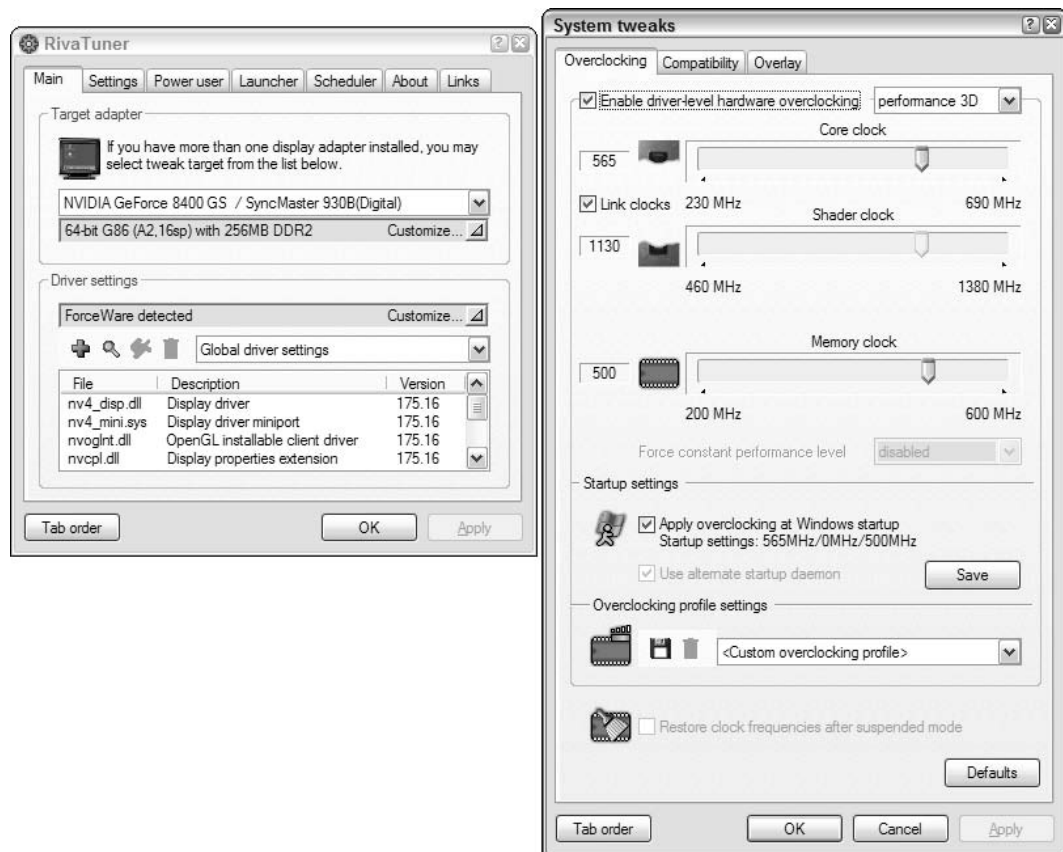 RivaTuner
Main Settings Power user Launcher Scheduler About Links
Target adapter
If you have more than one display adapter installed, you may
select tweak target from the list below.
NVIDIA GeForce 8400 GS / SyncMaster 930B(Digital)
64-bit G86 (A2,16sp) with 256MB DDR2 Customize...
Driver settings
ForceWare detected Customize...
Global driver settings
File Description Version
nv4_disp.dll Display driver 175.16
nv4_mini.sys Display driver miniport 175.16
nvoglnt.dll OpenGL installable client driver 175.16
nvcpl.dll Display properties extension 175.16
Tab order OK Apply
System tweaks
Overclocking Compatibility Overlay
Enable driver-level hardware overclocking performance 3D
Core clock
565
Link clocks 230 MHz 690 MHz
Shader clock
1130
460 MHz 1380 MHz
Memory clock
500
200 MHz 600 MHz
Force constant performance level disabled
Startup settings
Apply overclocking at Windows startup
Startup settings: 565MHz/0MHz/500MHz
Use alternate startup daemon Save
Overclocking profile settings
<Custom overclocking profile>
Restore clock frequencies after suspended mode
Defaults
Tab order OK Cancel Apply